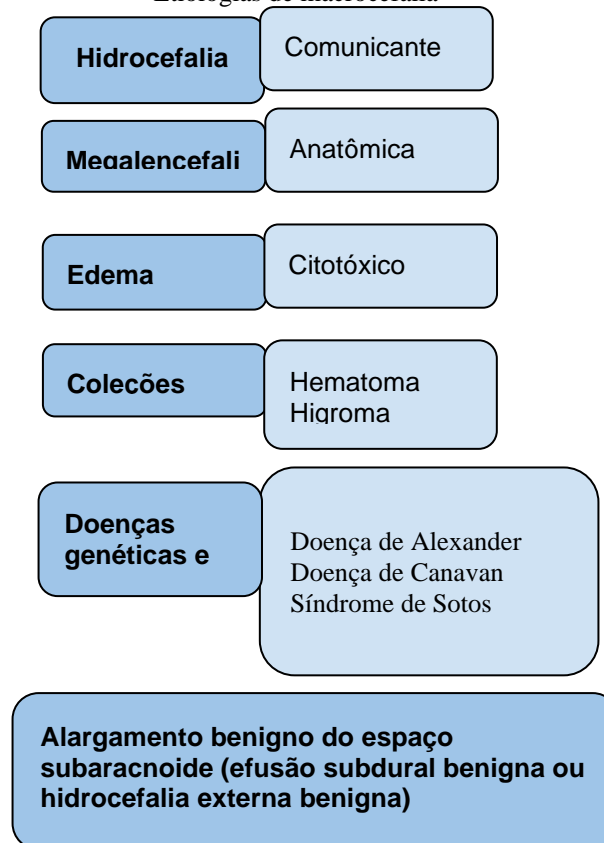 Etiologias de macrocefalia
Hidrocefalia
Comunicante
Megalencefali
Anatômica
Edema
Citotóxico
Coleções
Hematoma
Higroma
Doenças
genéticas e
Doença de Alexander
Doença de Canavan
Síndrome de Sotos
Alargamento benigno do espaço
subaracnoide (efusão subdural benigna ou
hidrocefalia externa benigna)